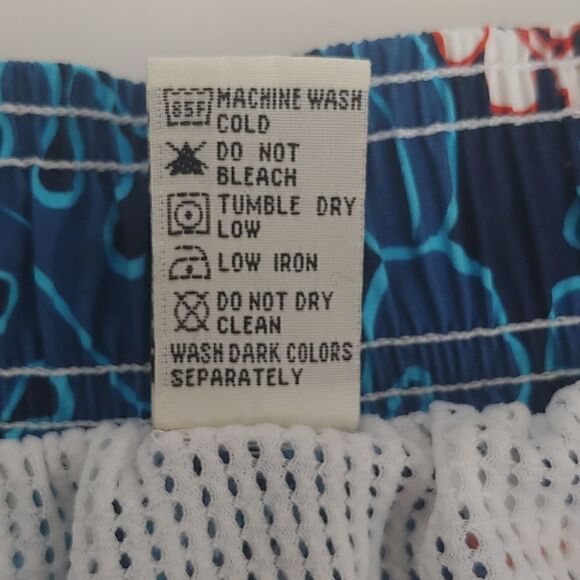 85F MACHINE WASH
COLD
DO NOT
BLEACH
TUMBLE DRY
LOW
LOW IRON
DO NOT DRY
CLEAN
WASH DARK COLORS
SEPARATELY